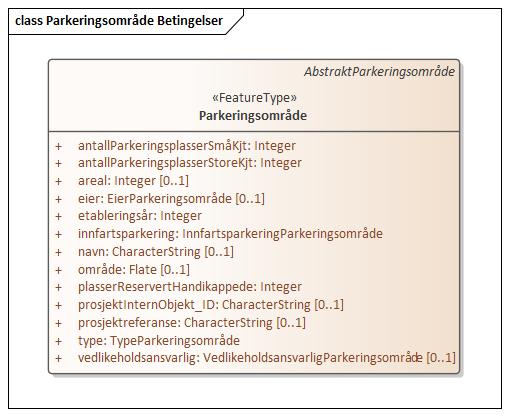 class Parkeringsområde Betingelser
AbstraktParkeringsområde
«FeatureType»
Parkeringsområde
+ antallParkeringsplasserSmåKjt: Integer
+ antallParkeringsplasserStoreKjt: Integer
+ areal: Integer [0..1]
+ eier: EierParkeringsområde [0..1]
+ etableringsår: Integer
+ innfartsparkering: InnfartsparkeringParkeringsområde
+ navn: CharacterString [0..1]
+ område: Flate [0..1]
+ plasserReservertHandikappede: Integer
+ prosjektInternObjekt_ID: CharacterString [0..1]
+ prosjektreferanse: CharacterString [0..1]
+ type: TypeParkeringsområde
+ vedlikeholdsansvarlig: VedlikeholdsansvarligParkeringsområde [0..1]